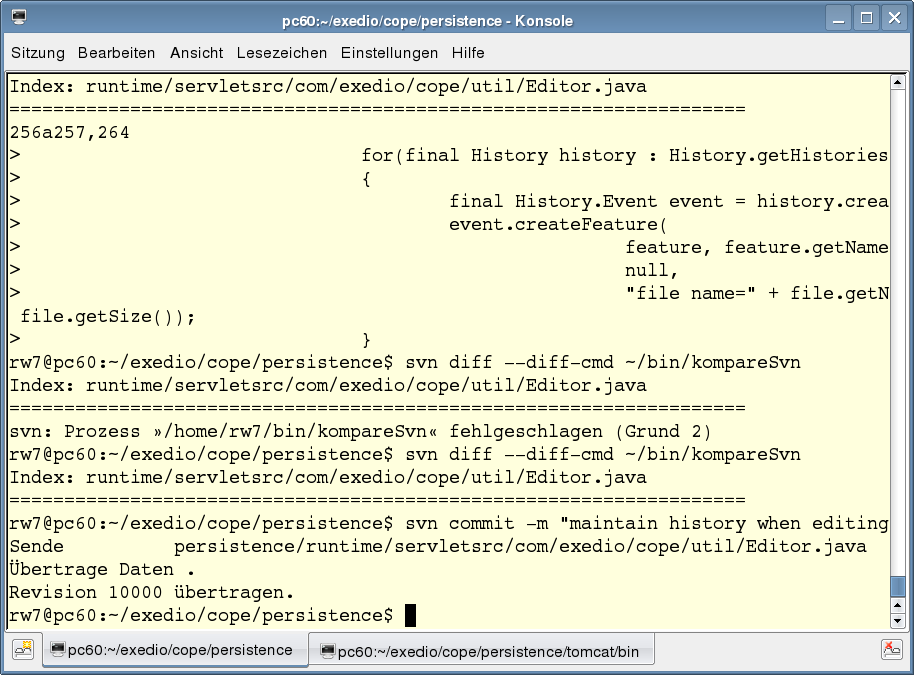 pc60:~/exedio/cope/persistence - Konsole
Sitzung Bearbeiten Ansicht Lesezeichen Einstellungen Hilfe
Index: runtime/servletsrc/com/exedio/cope/util/Editor.java
===================================================================
256a257,264
> for(final History history : History.getHistories
> {
> final History.Event event = history.crea
> event.createFeature(
> feature, feature.getName
> null,
> "file name=" + file.getN
file.getSize());
> }
rw7@pc60:~/exedio/cope/persistence$ svn diff --diff-cmd ~/bin/kompareSvn
Index: runtime/servletsrc/com/exedio/cope/util/Editor.java
===================================================================
svn: Prozess »/home/rw7/bin/kompareSvn« fehlgeschlagen (Grund 2)
rw7@pc60:~/exedio/cope/persistence$ svn diff --diff-cmd ~/bin/kompareSvn
Index: runtime/servletsrc/com/exedio/cope/util/Editor.java
===================================================================
rw7@pc60:~/exedio/cope/persistence$ svn commit -m "maintain history when editing
Sende persistence/runtime/servletsrc/com/exedio/cope/util/Editor.java
Übertrage Daten .
Revision 10000 übertragen.
rw7@pc60:~/exedio/cope/persistence$
pc60:~/exedio/cope/persistence pc60:~/exedio/cope/persistence/tomcat/bin